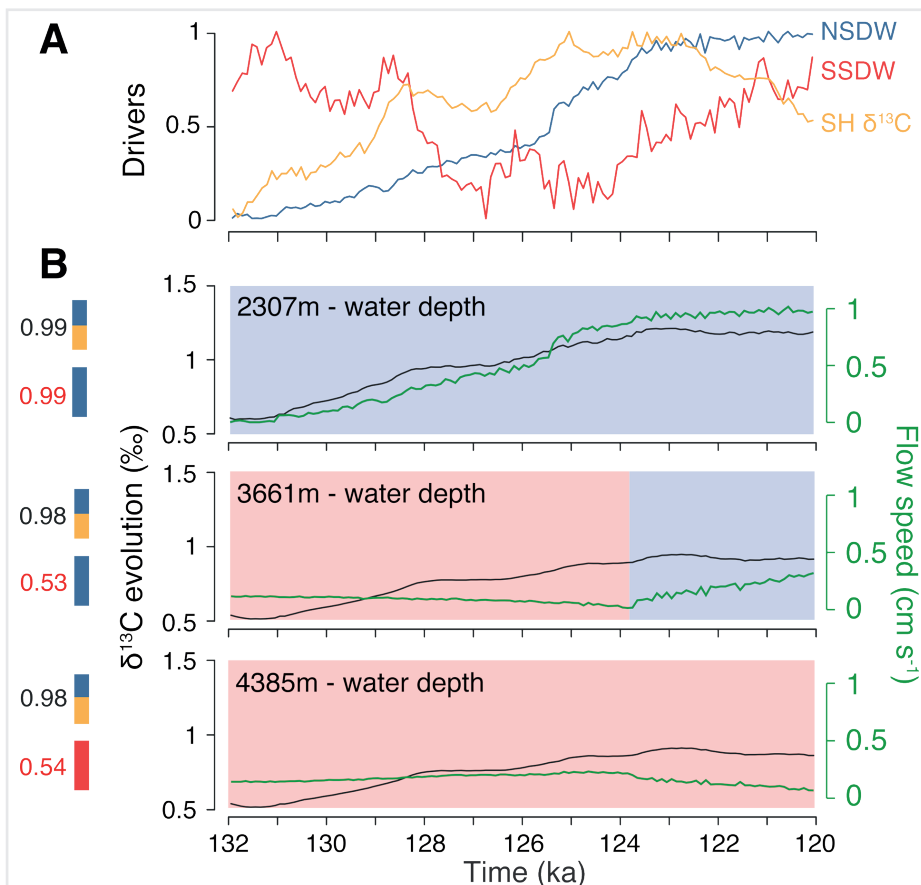 A
1
0.5
0
Drivers
NSDW
SSDW
SH δ¹³C
B
0.99
0.99
0.98
0.53
0.98
0.54
δ¹³C evolution (‰)
1.5
1
0.5
2307m - water depth
1
0.5
0
1.5
1
0.5
3661m - water depth
1
0.5
0
1.5
1
0.5
4385m - water depth
1
0.5
0
Flow speed (cm s⁻¹)
132 130 128 126 124 122 120
Time (ka)